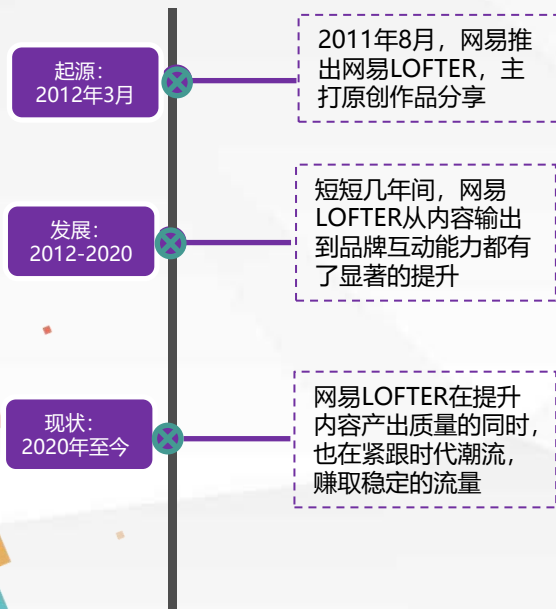 起源：
2012年3月
2011年8月，网易推
出网易LOFTER，主
打原创作品分享
发展：
2012-2020
短短几年间，网易
LOFTER从内容输出
到品牌互动能力都有
了显著的提升
现状：
2020年至今
网易LOFTER在提升
内容产出质量的同时，
也在紧跟时代潮流，
赚取稳定的流量